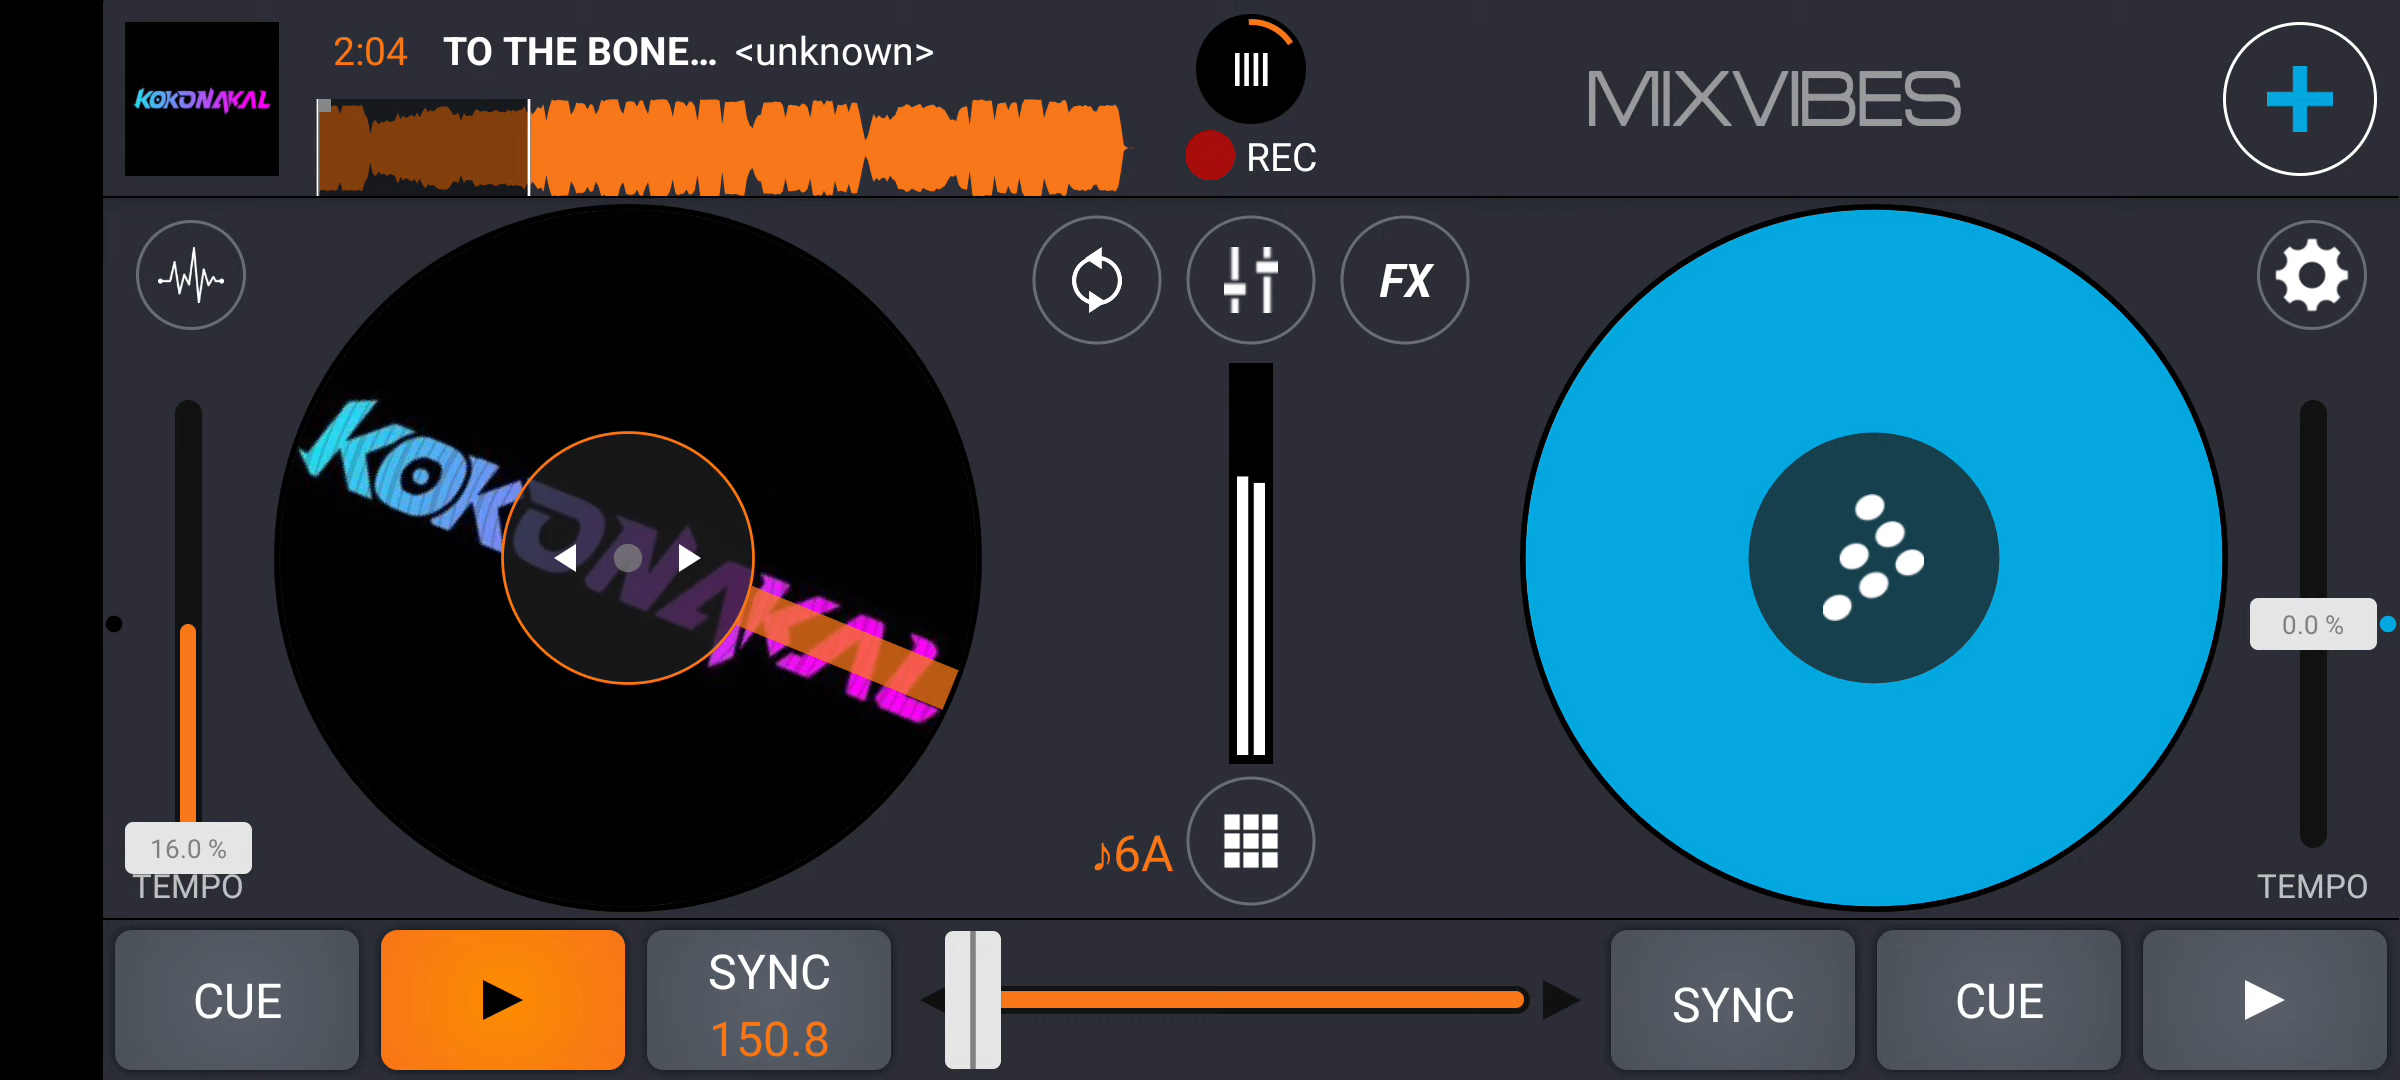 KOKONAKAL
2:04 TO THE BONE... <unknown>
REC
MIXVIBES
FX
KOKONAKAL
16.0 %
TEMPO
♪6A
0.0 %
TEMPO
CUE
SYNC
150.8
SYNC
CUE